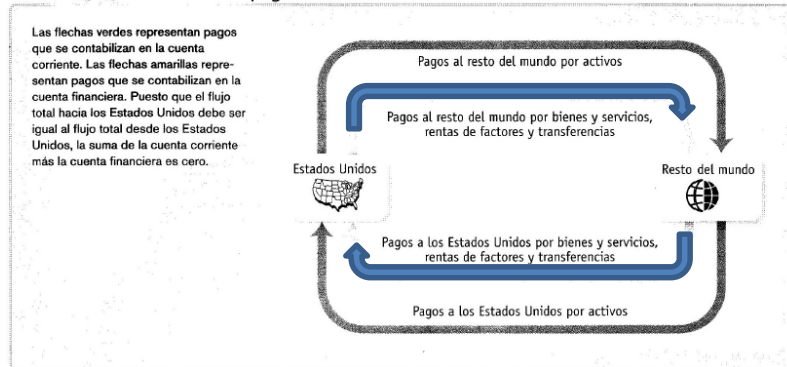 Las flechas verdes representan pagos
que se contabilizan en la cuenta
corriente. Las flechas amarillas repre-
sentan pagos que se contabilizan en la
cuenta financiera. Puesto que el flujo
total hacia los Estados Unidos debe ser
igual al flujo total desde los Estados
Unidos, la suma de la cuenta corriente
más la cuenta financiera es cero.
Pagos al resto del mundo por activos
Pagos al resto del mundo por bienes y servicios,
rentas de factores y transferencias
Estados Unidos
Resto del mundo
Pagos a los Estados Unidos por bienes y servicios,
rentas de factores y transferencias
Pagos a los Estados Unidos por activos